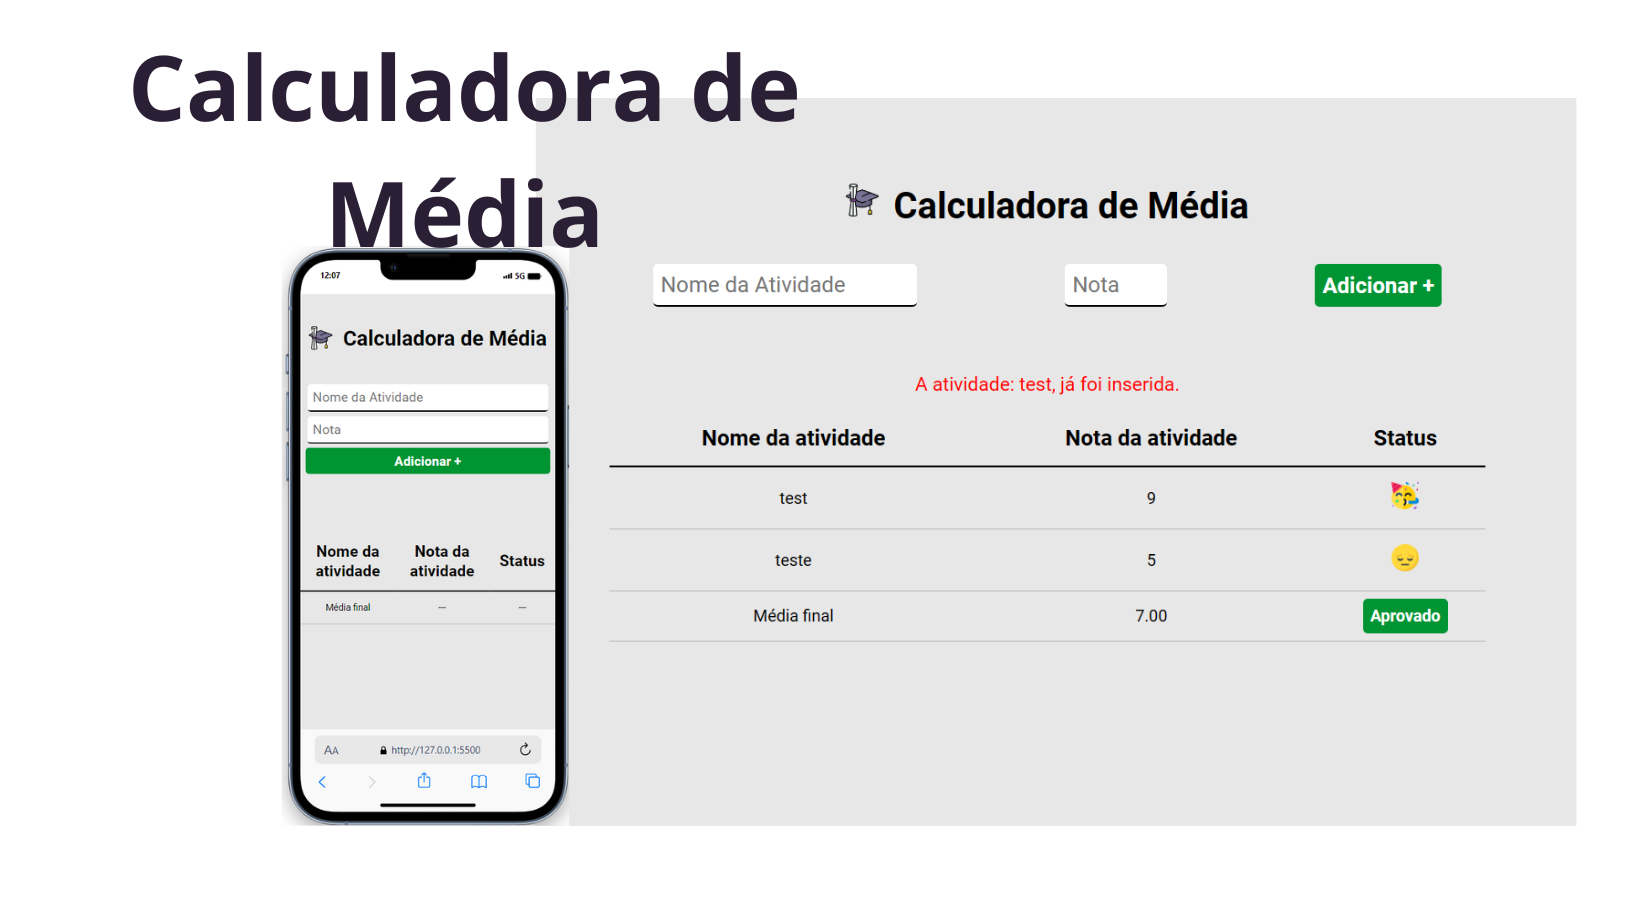 Calculadora de
Média
12:07
5G
Calculadora de Média
Nome da Atividade
Nota
Adicionar +
Nome da atividade Nota da atividade Status
Média final --- ---
AA http://127.0.0.1:5500
Calculadora de Média
Nome da Atividade Nota Adicionar +
A atividade: test, já foi inserida.
Nome da atividade Nota da atividade Status
test 9
teste 5
Média final 7.00 Aprovado